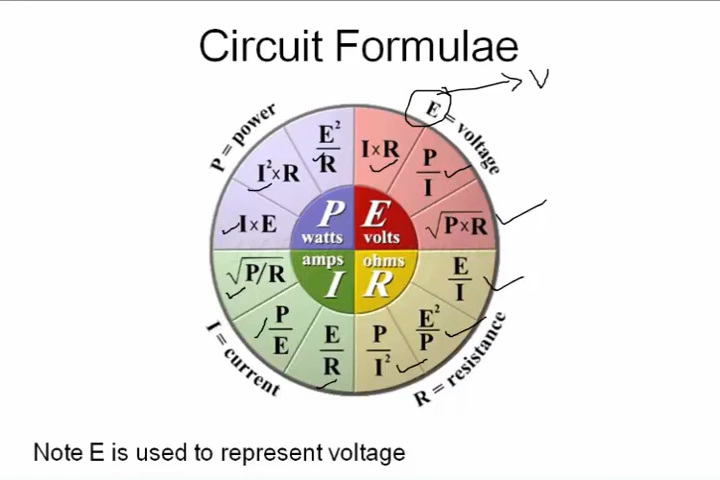 Circuit Formulae
V
P = power
E = voltage
E²/R
I×R
I²×R
P/I
I×E
√P×R
P watts
E volts
amps I
ohms R
√P/R
E/I
P/E
E²/P
E/R
P/I²
I = current
R = resistance
Note E is used to represent voltage